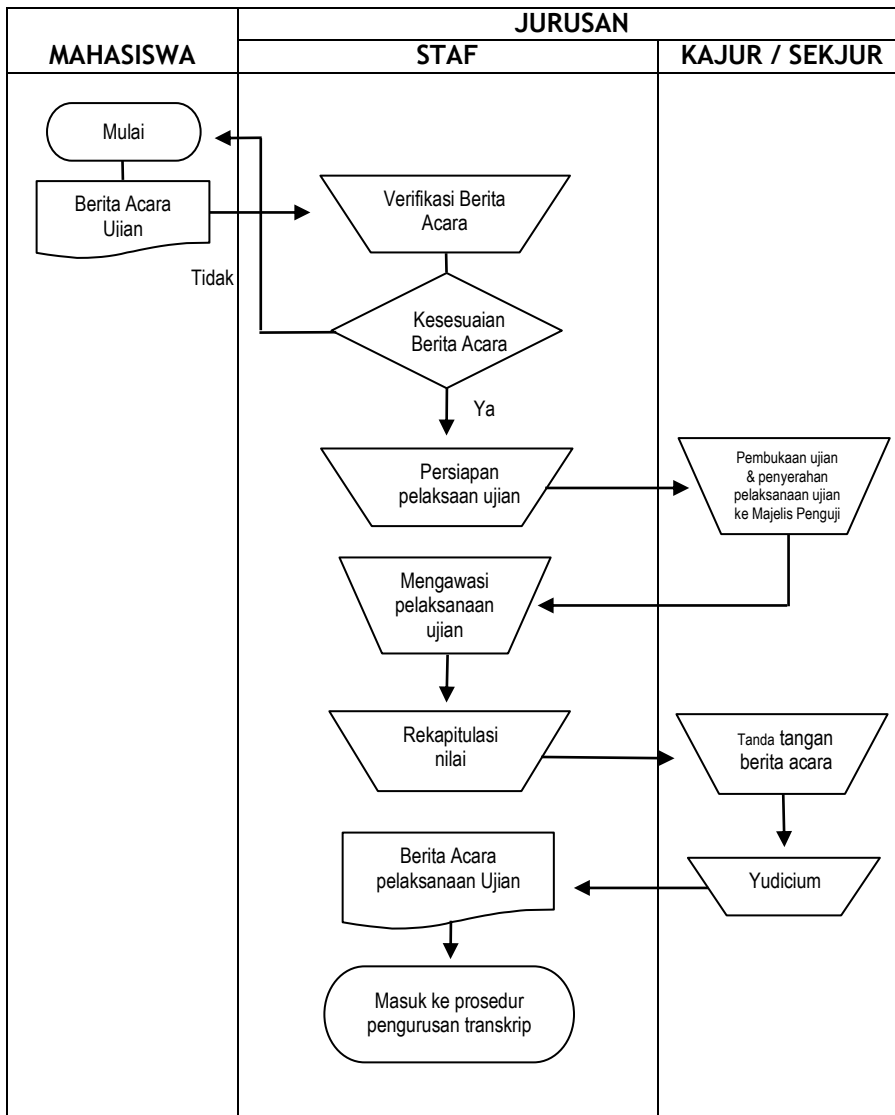 JURUSAN
MAHASISWA
STAF
KAJUR / SEKJUR
Mulai
Berita Acara
Ujian
Verifikasi Berita
Acara
Tidak
Kesesuaian
Berita Acara
Ya
Persiapan
pelaksaan ujian
Pembukaan ujian
& penyerahan
pelaksanaan ujian
ke Majelis Penguji
Mengawasi
pelaksanaan
ujian
Rekapitulasi
nilai
Tanda tangan
berita acara
Berita Acara
pelaksanaan Ujian
Yudicium
Masuk ke prosedur
pengurusan transkrip